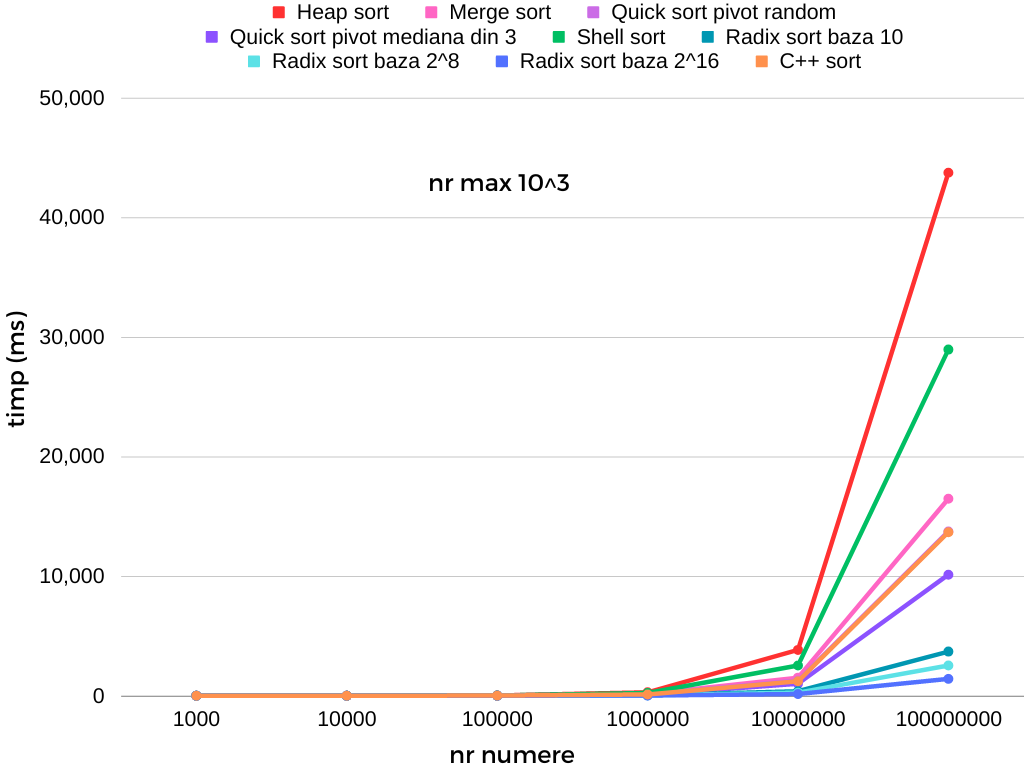 Heap sort Merge sort Quick sort pivot random
Quick sort pivot mediana din 3 Shell sort Radix sort baza 10
Radix sort baza 2^8 Radix sort baza 2^16 C++ sort
50,000
nr max 10^3
40,000
30,000
timp (ms)
20,000
10,000
0
1000 10000 100000 1000000 10000000 100000000
nr numere